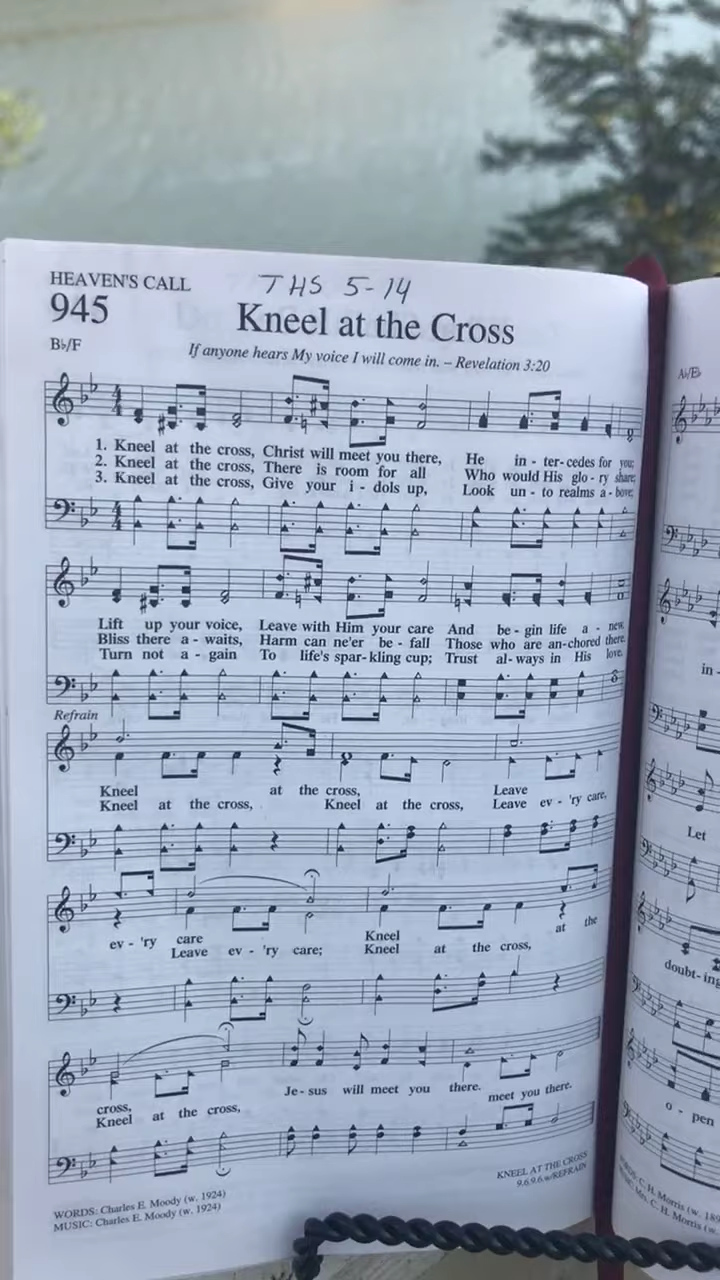 HEAVEN'S CALL
THS 5-14
945
Kneel at the Cross
B♭/F
If anyone hears My voice I will come in. – Revelation 3:20
1. Kneel at the cross, Christ will meet you there, He in - ter-cedes for you;
2. Kneel at the cross, There is room for all Who would His glo - ry share;
3. Kneel at the cross, Give your i - dols up, Look un - to realms a - bove;
Lift up your voice, Leave with Him your care And be - gin life a - new.
Bliss there a - waits, Harm can ne'er be - fall Those who are an-chored there.
Turn not a - gain To life's spar - kling cup; Trust al - ways in His love.
Refrain
Kneel at the cross, Leave
Kneel at the cross, Kneel at the cross, Leave ev - 'ry care,
ev - 'ry care Kneel at the
Leave ev - 'ry care; Kneel at the cross,
cross, Je - sus will meet you there.
Kneel at the cross, meet you there.
WORDS: Charles E. Moody (w. 1924)
MUSIC: Charles E. Moody (w. 1924)
KNEEL AT THE CROSS
9.6.9.6.w/REFRAIN
A♭/E♭
in -
Let
doubt-ing
o - pen
C. H. Morris (w. 189
Mrs. C. H. Morris (w.